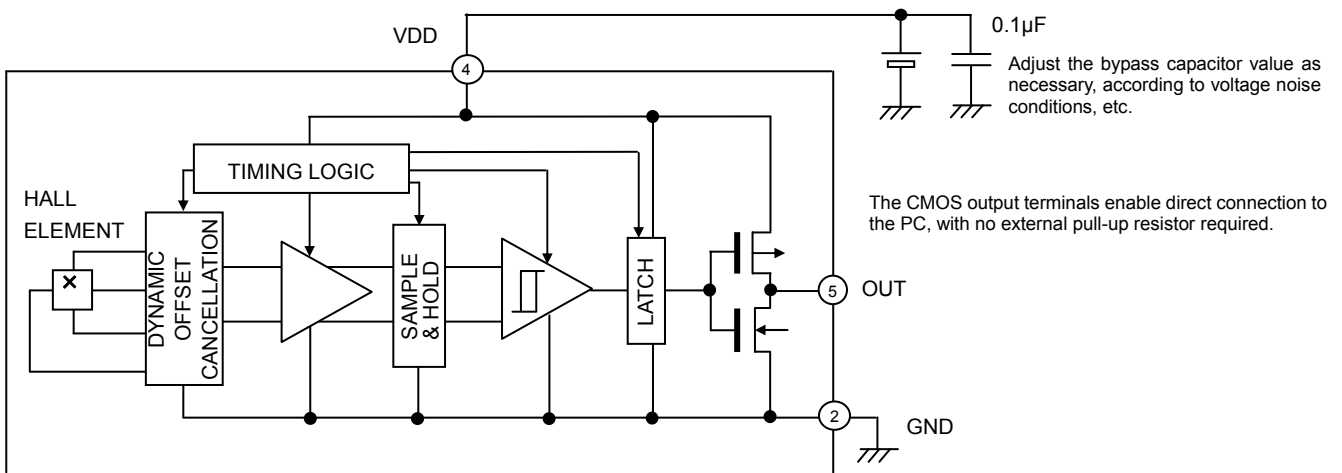 VDD
0.1µF
4
Adjust the bypass capacitor value as
necessary, according to voltage noise
conditions, etc.
TIMING LOGIC
HALL
ELEMENT
The CMOS output terminals enable direct connection to
the PC, with no external pull-up resistor required.
DYNAMIC
OFFSET
CANCELLATION
×
SAMPLE
& HOLD
LATCH
5
OUT
2
GND